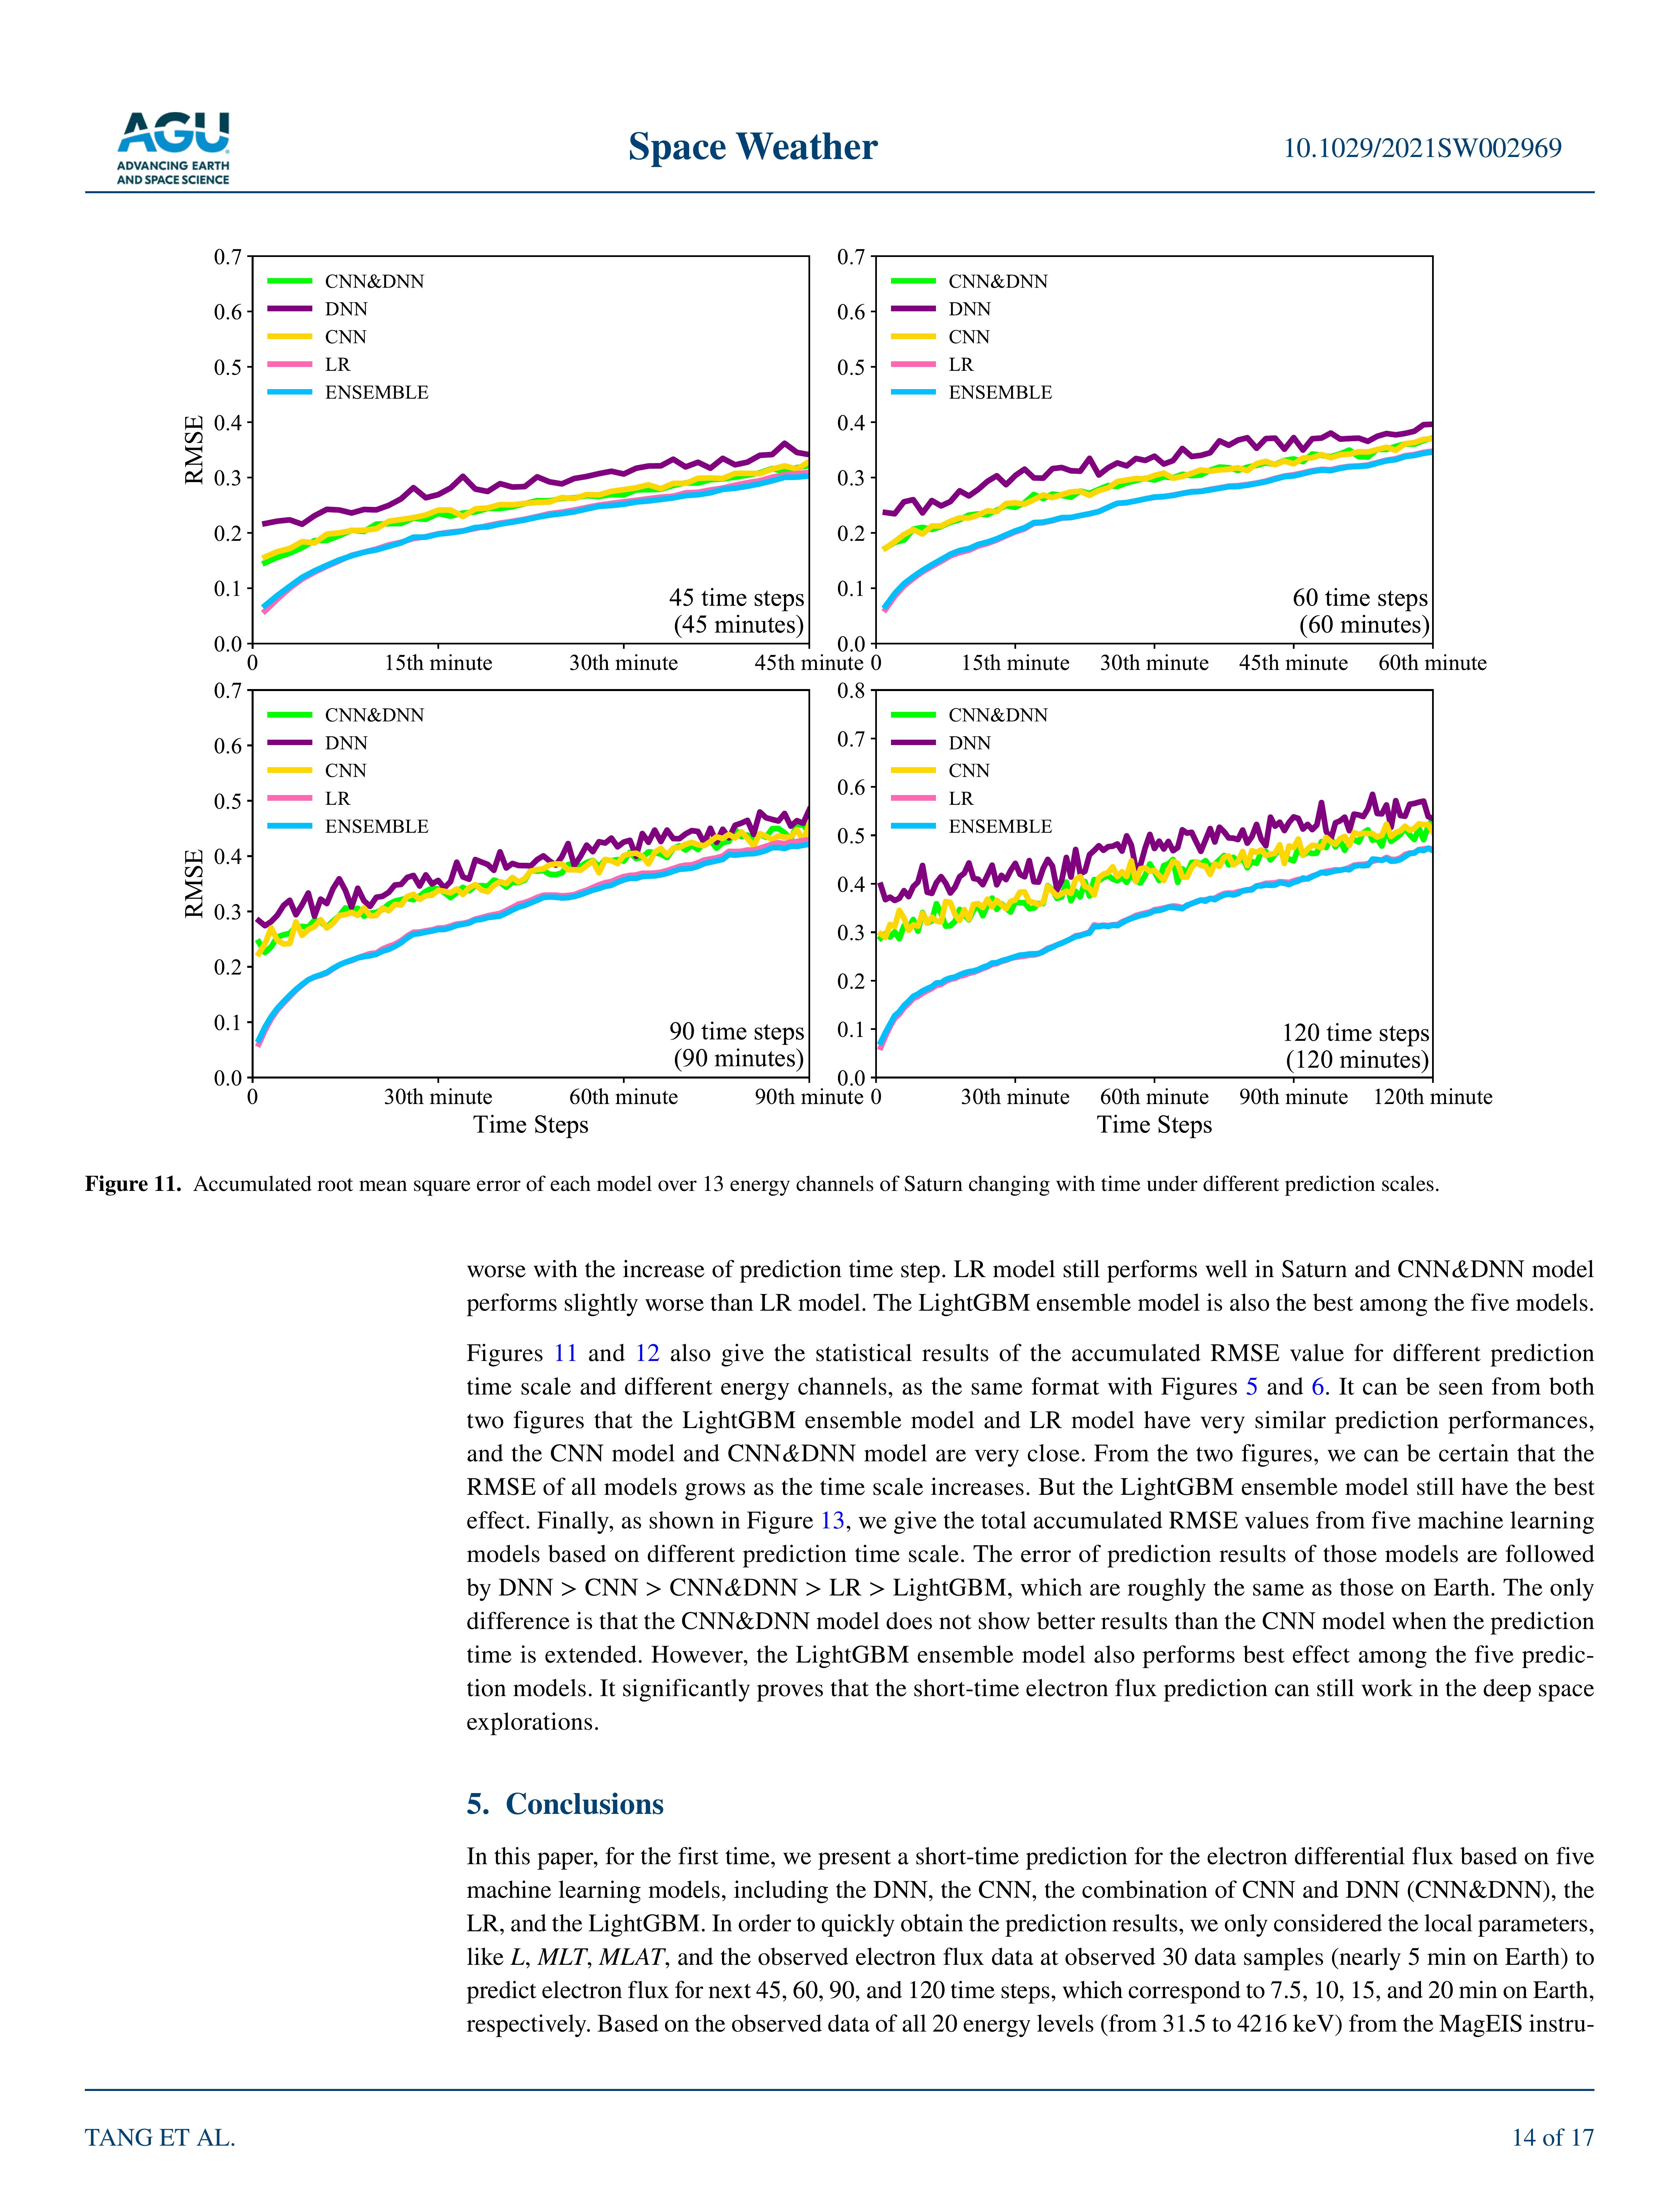 AGU
ADVANCING EARTH
AND SPACE SCIENCE
Space Weather
10.1029/2021SW002969
0.7
0.6
0.5
0.4
0.3
0.2
0.1
0.0
RMSE
CNN&DNN
DNN
CNN
LR
ENSEMBLE
45 time steps
(45 minutes)
0 15th minute 30th minute 45th minute
0.7
0.6
0.5
0.4
0.3
0.2
0.1
0.0
CNN&DNN
DNN
CNN
LR
ENSEMBLE
60 time steps
(60 minutes)
0 15th minute 30th minute 45th minute 60th minute
0.7
0.6
0.5
0.4
0.3
0.2
0.1
0.0
RMSE
CNN&DNN
DNN
CNN
LR
ENSEMBLE
90 time steps
(90 minutes)
0 30th minute 60th minute 90th minute
Time Steps
0.8
0.7
0.6
0.5
0.4
0.3
0.2
0.1
0.0
CNN&DNN
DNN
CNN
LR
ENSEMBLE
120 time steps
(120 minutes)
0 30th minute 60th minute 90th minute 120th minute
Time Steps
Figure 11. Accumulated root mean square error of each model over 13 energy channels of Saturn changing with time under different prediction scales.
worse with the increase of prediction time step. LR model still performs well in Saturn and CNN&DNN model
performs slightly worse than LR model. The LightGBM ensemble model is also the best among the five models.
Figures 11 and 12 also give the statistical results of the accumulated RMSE value for different prediction
time scale and different energy channels, as the same format with Figures 5 and 6. It can be seen from both
two figures that the LightGBM ensemble model and LR model have very similar prediction performances,
and the CNN model and CNN&DNN model are very close. From the two figures, we can be certain that the
RMSE of all models grows as the time scale increases. But the LightGBM ensemble model still have the best
effect. Finally, as shown in Figure 13, we give the total accumulated RMSE values from five machine learning
models based on different prediction time scale. The error of prediction results of those models are followed
by DNN > CNN > CNN&DNN > LR > LightGBM, which are roughly the same as those on Earth. The only
difference is that the CNN&DNN model does not show better results than the CNN model when the prediction
time is extended. However, the LightGBM ensemble model also performs best effect among the five predic-
tion models. It significantly proves that the short-time electron flux prediction can still work in the deep space
explorations.
5. Conclusions
In this paper, for the first time, we present a short-time prediction for the electron differential flux based on five
machine learning models, including the DNN, the CNN, the combination of CNN and DNN (CNN&DNN), the
LR, and the LightGBM. In order to quickly obtain the prediction results, we only considered the local parameters,
like L, MLT, MLAT, and the observed electron flux data at observed 30 data samples (nearly 5 min on Earth) to
predict electron flux for next 45, 60, 90, and 120 time steps, which correspond to 7.5, 10, 15, and 20 min on Earth,
respectively. Based on the observed data of all 20 energy levels (from 31.5 to 4216 keV) from the MagEIS instru-
TANG ET AL.
14 of 17